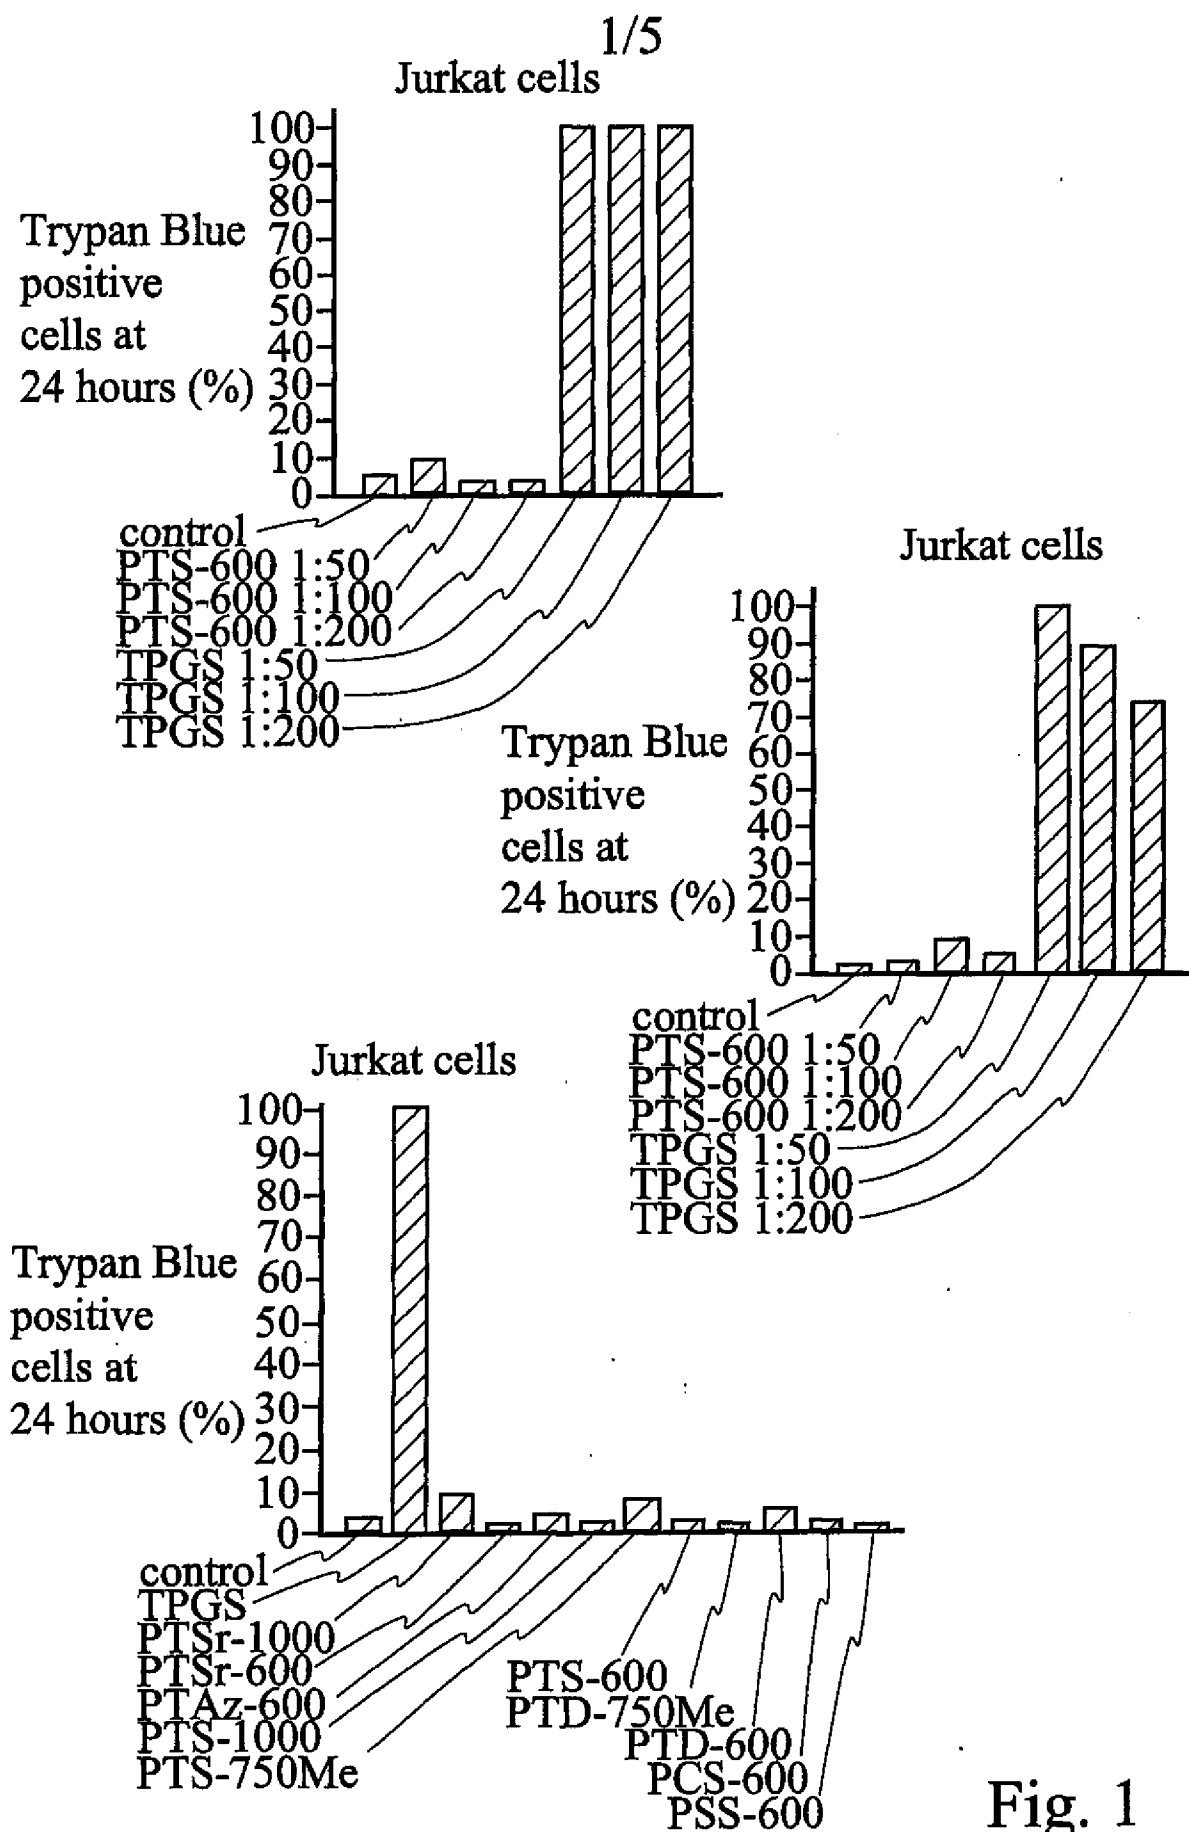 1/5
Jurkat cells
100
90
80
70
60
50
40
30
20
10
0
Trypan Blue
positive
cells at
24 hours (%)
control
PTS-600 1:50
PTS-600 1:100
PTS-600 1:200
TPGS 1:50
TPGS 1:100
TPGS 1:200
Jurkat cells
100
90
80
70
60
50
40
30
20
10
0
Trypan Blue
positive
cells at
24 hours (%)
control
PTS-600 1:50
PTS-600 1:100
PTS-600 1:200
TPGS 1:50
TPGS 1:100
TPGS 1:200
Jurkat cells
100
90
80
70
60
50
40
30
20
10
0
Trypan Blue
positive
cells at
24 hours (%)
control
TPGS
PTSr-1000
PTSr-600
PTAz-600
PTS-1000
PTS-750Me
PTS-600
PTD-750Me
PTD-600
PCS-600
PSS-600
Fig. 1